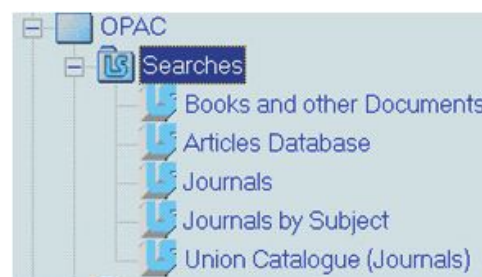 OPAC
Searches
Books and other Documents
Articles Database
Journals
Journals by Subject
Union Catalogue (Journals)